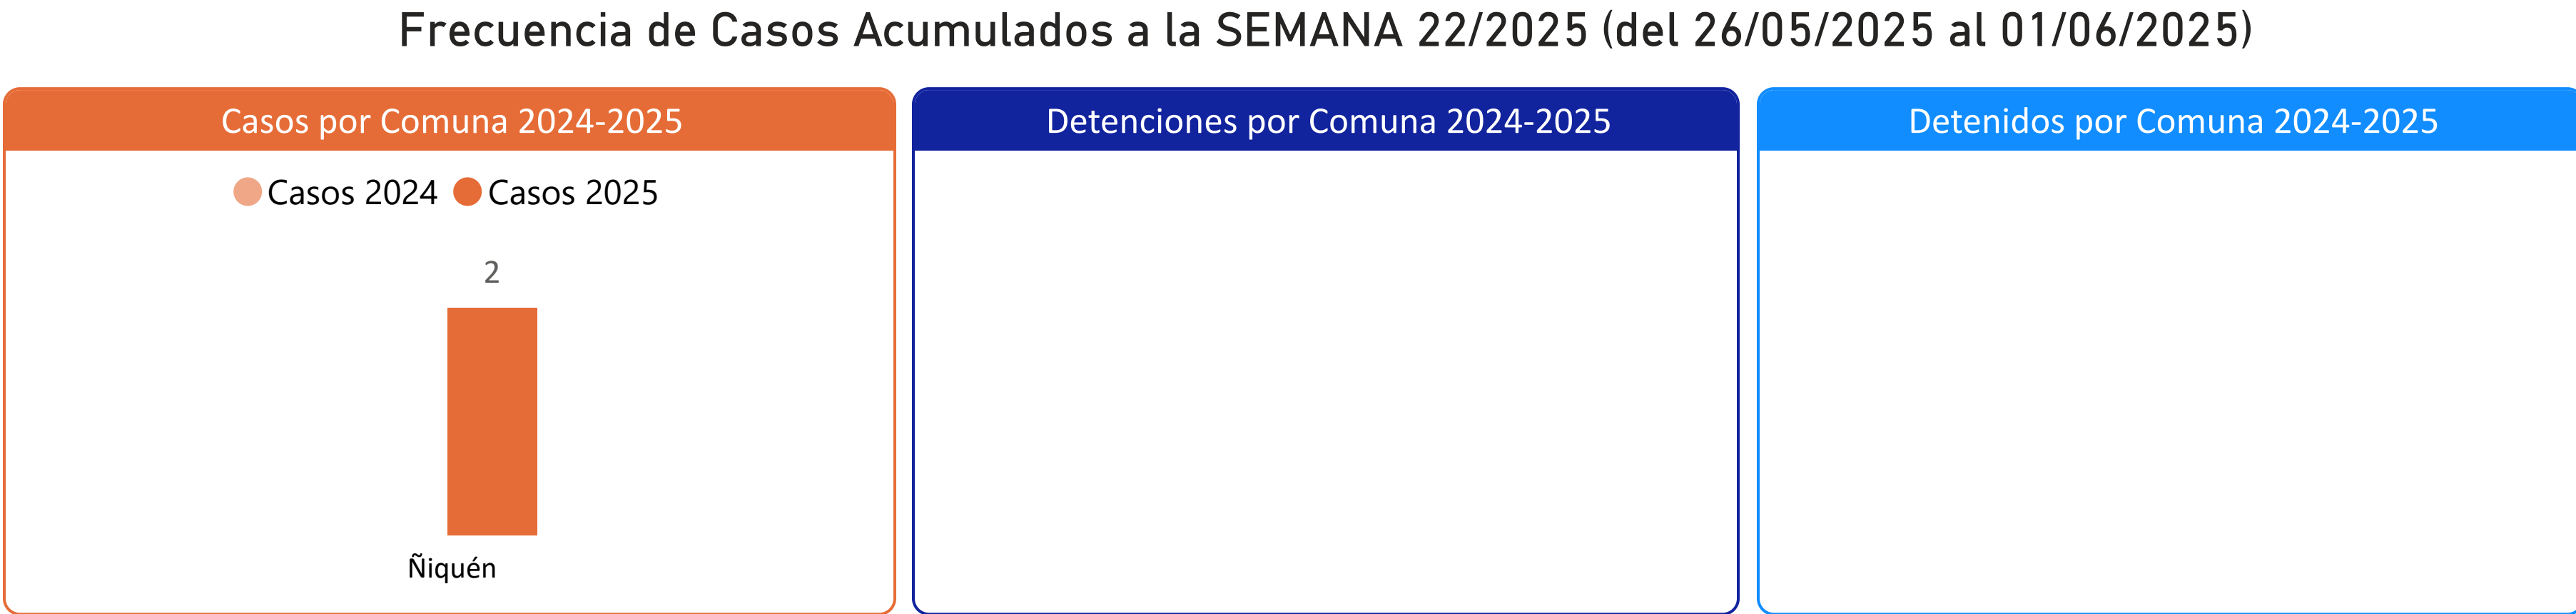 Frecuencia de Casos Acumulados a la SEMANA 22/2025 (del 26/05/2025 al 01/06/2025)
Casos por Comuna 2024-2025
Casos 2024 Casos 2025
2
Ñiquén
Detenciones por Comuna 2024-2025
Detenidos por Comuna 2024-2025